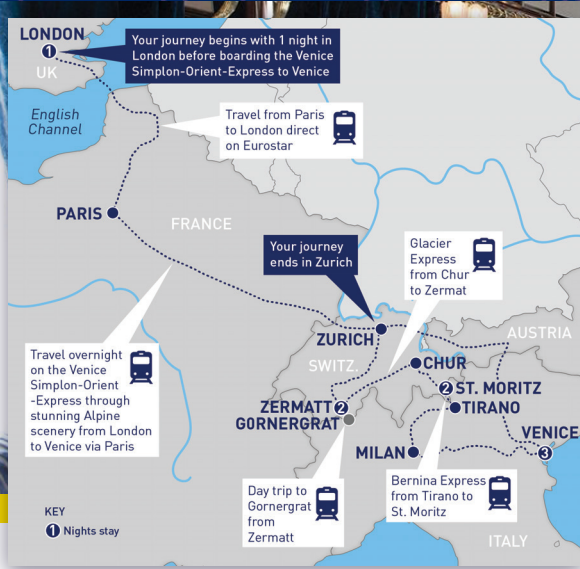 LONDON
1
UK
Your journey begins with 1 night in
London before boarding the Venice
Simplon-Orient-Express to Venice
English
Channel
Travel from Paris
to London direct
on Eurostar
PARIS
FRANCE
Your journey
ends in Zurich
Glacier
Express
from Chur
to Zermat
ZURICH
AUSTRIA
SWITZ.
CHUR
Travel overnight
on the Venice
Simplon-Orient
-Express through
stunning Alpine
scenery from London
to Venice via Paris
2 ST. MORITZ
ZERMATT 2
TIRANO
GORNERGRAT
VENICE
3
MILAN
Day trip to
Gornergrat
from
Zermatt
Bernina Express
from Tirano to
St. Moritz
KEY
1 Nights stay
ITALY